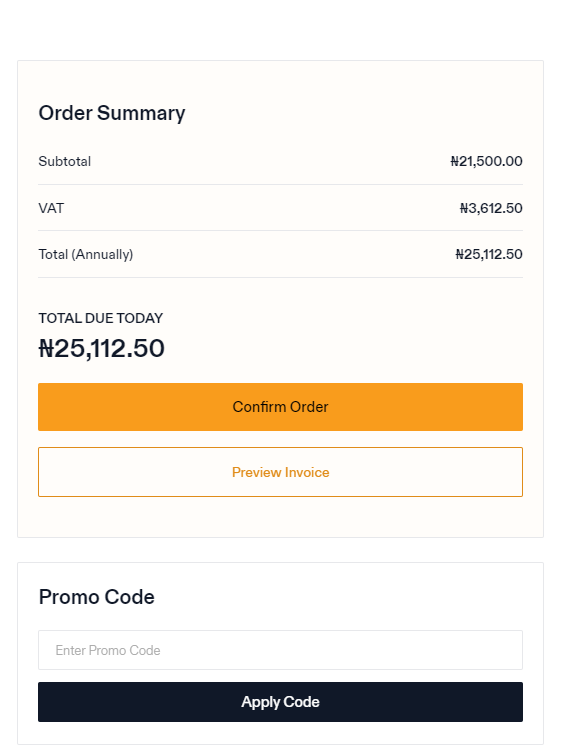 Order Summary
Subtotal ₦21,500.00
VAT ₦3,612.50
Total (Annually) ₦25,112.50
TOTAL DUE TODAY
₦25,112.50
Confirm Order
Preview Invoice
Promo Code
Enter Promo Code
Apply Code